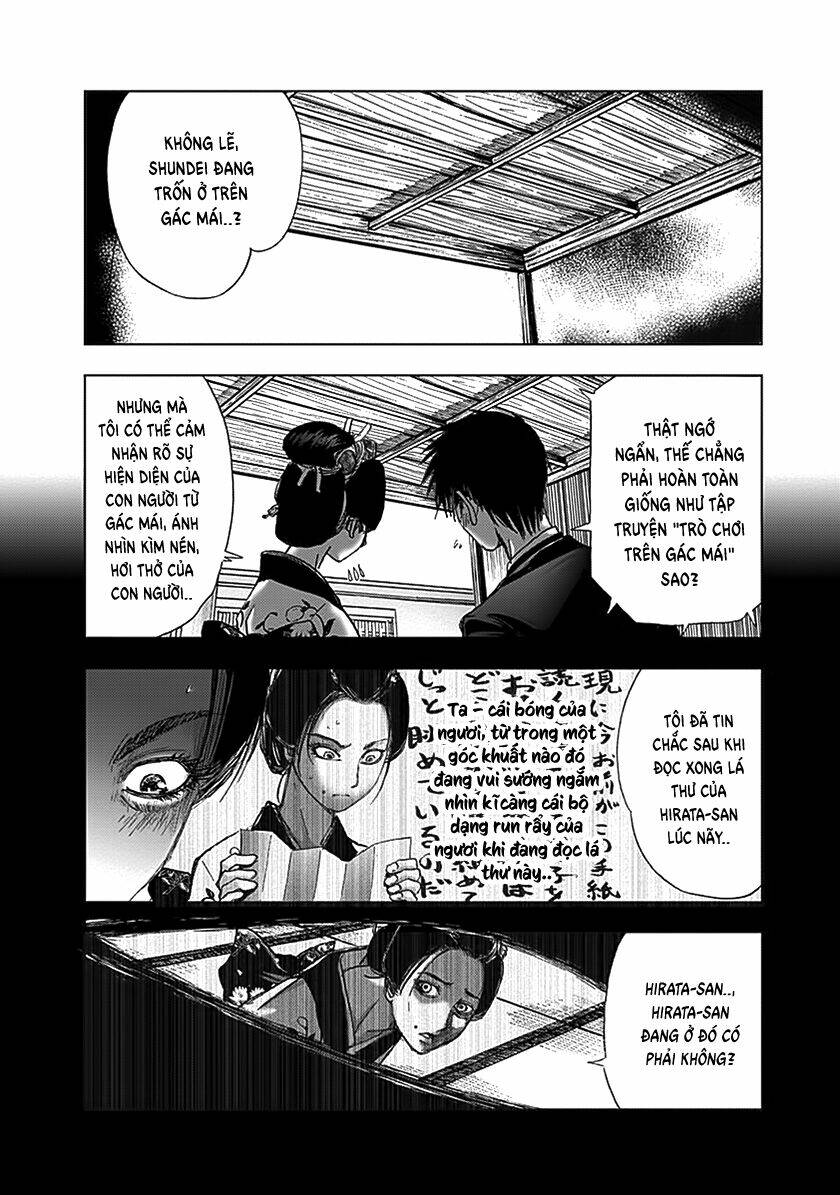 KHÔNG LẼ,
SHUNDEI ĐANG
TRỐN Ở TRÊN
GÁC MÁI..?
THẬT NGỚ
NGẨN, THẾ CHẲNG
PHẢI HOÀN TOÀN
GIỐNG NHƯ TẬP
TRUYỆN "TRÒ CHƠI
TRÊN GÁC MÁI"
SAO?
NHƯNG MÀ
TÔI CÓ THỂ CẢM
NHẬN RÕ SỰ
HIỆN DIỆN CỦA
CON NGƯỜI TỪ
GÁC MÁI, ÁNH
NHÌN KÌM NÉN,
HƠI THỞ CỦA
CON NGƯỜI..
TÔI ĐÃ TIN
CHẮC SAU KHI
ĐỌC XONG LÁ
THƯ CỦA
HIRATA-SAN
LÚC NÃY..
Ta - cái bóng của
ngươi, từ trong một
góc khuất nào đó
đang vui sướng ngắm
nhìn kĩ càng cái bộ
dạng run rẩy của
ngươi khi đang đọc lá
thư này..
HIRATA-SAN..,
HIRATA-SAN
ĐANG Ở ĐÓ CÓ
PHẢI KHÔNG?